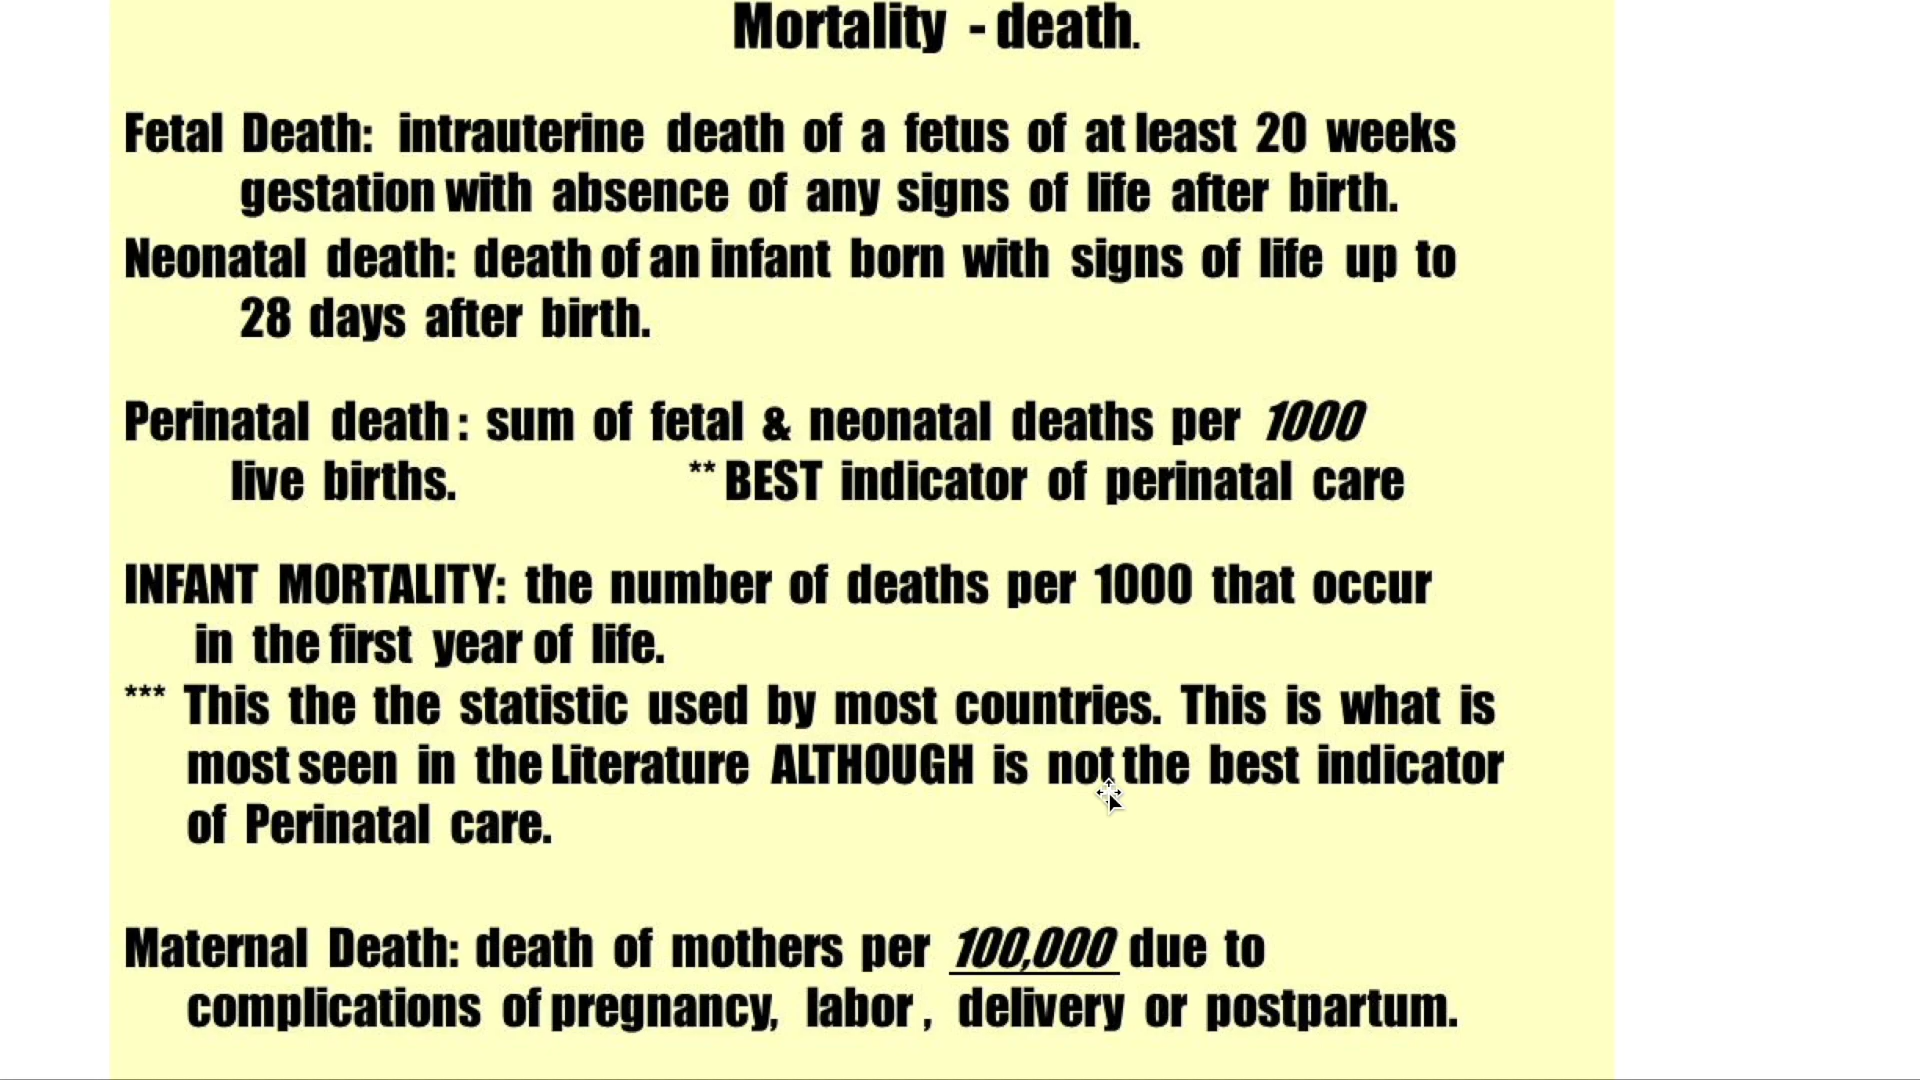 Mortality - death.
Fetal Death: intrauterine death of a fetus of at least 20 weeks
gestation with absence of any signs of life after birth.
Neonatal death: death of an infant born with signs of life up to
28 days after birth.
Perinatal death : sum of fetal & neonatal deaths per 1000
live births. ** BEST indicator of perinatal care
INFANT MORTALITY: the number of deaths per 1000 that occur
in the first year of life.
*** This the the statistic used by most countries. This is what is
most seen in the Literature ALTHOUGH is not the best indicator
of Perinatal care.
Maternal Death: death of mothers per 100,000 due to
complications of pregnancy, labor , delivery or postpartum.